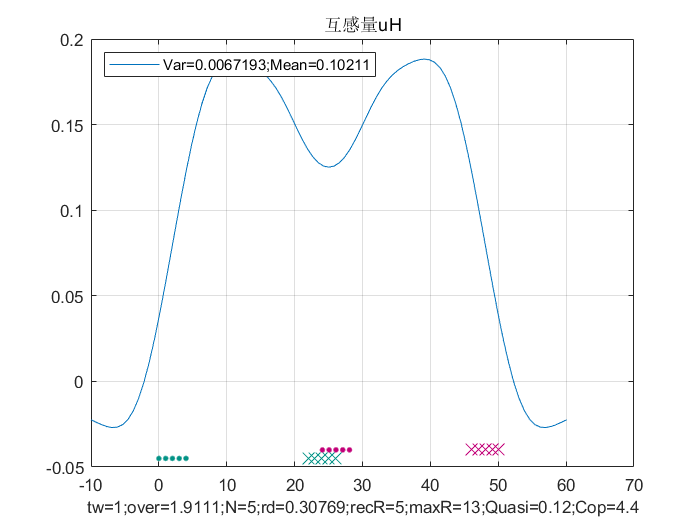 互感量uH
0.2
Var=0.0067193;Mean=0.10211
0.15
0.1
0.05
0
-0.05
-10 0 10 20 30 40 50 60 70
tw=1;over=1.9111;N=5;rd=0.30769;recR=5;maxR=13;Quasi=0.12;Cop=4.4